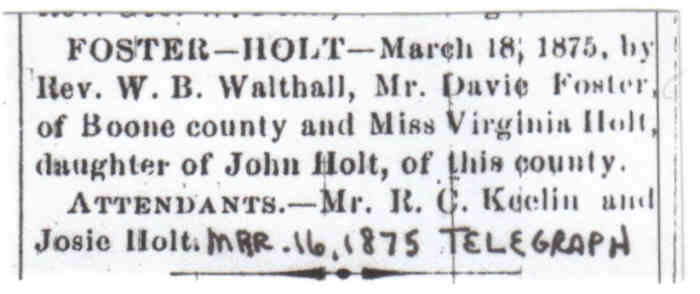 FOSTER—HOLT—March 18, 1875, by
Rev. W. B. Walthall, Mr. Davie Foster,
of Boone county and Miss Virginia Holt,
daughter of John Holt, of this county.
ATTENDANTS.—Mr. R. C. Keelin and
Josie Holt. MAR. 16, 1875 TELEGRAPH